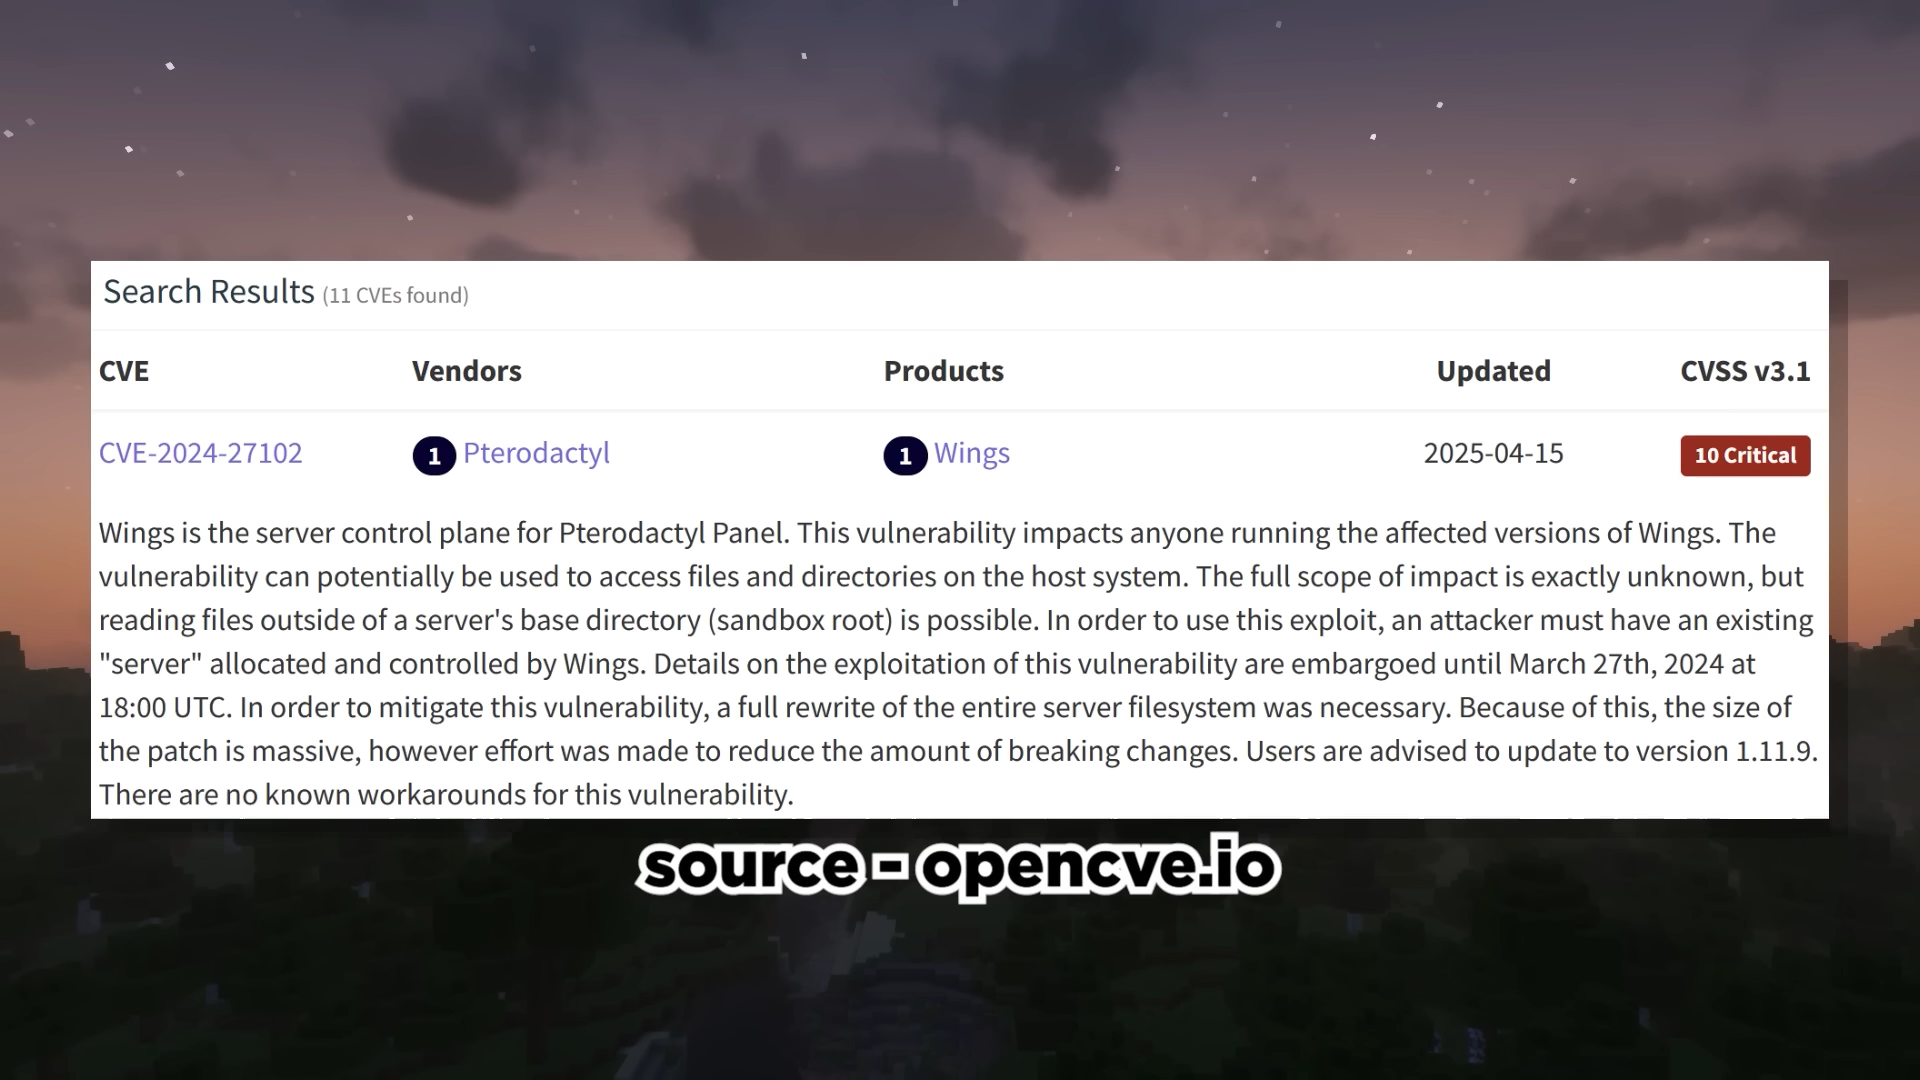 Search Results (11 CVEs found)
CVE Vendors Products Updated CVSS v3.1
CVE-2024-27102 1 Pterodactyl 1 Wings 2025-04-15 10 Critical
Wings is the server control plane for Pterodactyl Panel. This vulnerability impacts anyone running the affected versions of Wings. The
vulnerability can potentially be used to access files and directories on the host system. The full scope of impact is exactly unknown, but
reading files outside of a server's base directory (sandbox root) is possible. In order to use this exploit, an attacker must have an existing
"server" allocated and controlled by Wings. Details on the exploitation of this vulnerability are embargoed until March 27th, 2024 at
18:00 UTC. In order to mitigate this vulnerability, a full rewrite of the entire server filesystem was necessary. Because of this, the size of
the patch is massive, however effort was made to reduce the amount of breaking changes. Users are advised to update to version 1.11.9.
There are no known workarounds for this vulnerability.
source - opencve.io